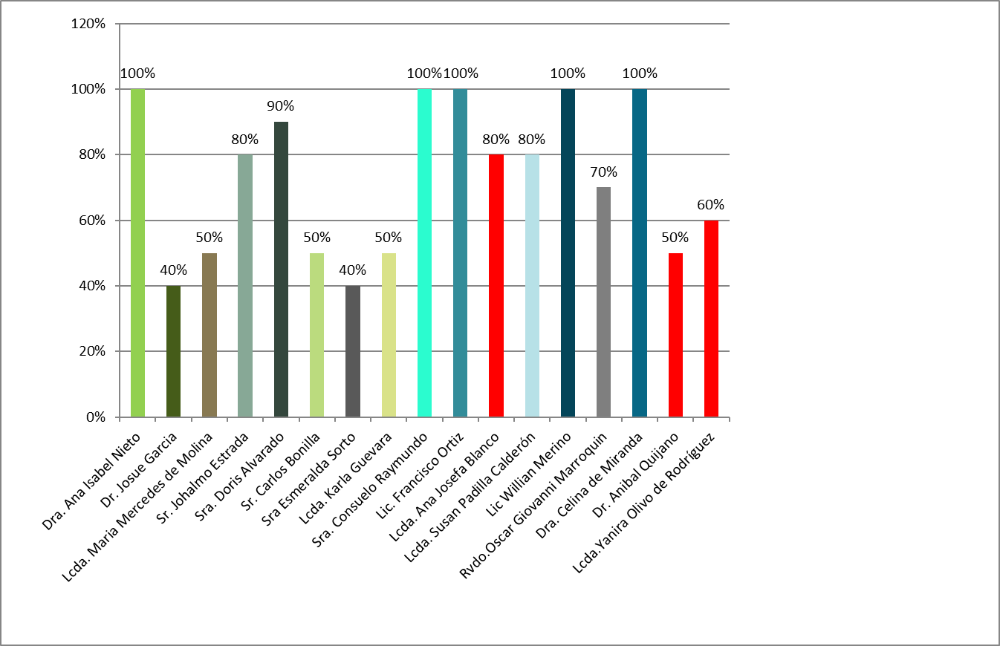 120%
100%
80%
60%
40%
20%
0%
100%
40%
50%
80%
90%
50%
40%
50%
100%
100%
80%
80%
100%
70%
100%
50%
60%
Dra. Ana Isabel Nieto
Dr. Josue Garcia
Lcda. Maria Mercedes de Molina
Sr. Johalmo Estrada
Sra. Doris Alvarado
Sr. Carlos Bonilla
Sra Esmeralda Sorto
Lcda. Karla Guevara
Sra. Consuelo Raymundo
Lic. Francisco Ortiz
Lcda. Ana Josefa Blanco
Lcda. Susan Padilla Calderón
Lic Willian Merino
Rvdo.Oscar Giovanni Marroquin
Dra. Celina de Miranda
Dr. Anibal Quijano
Lcda.Yanira Olivo de Rodríguez